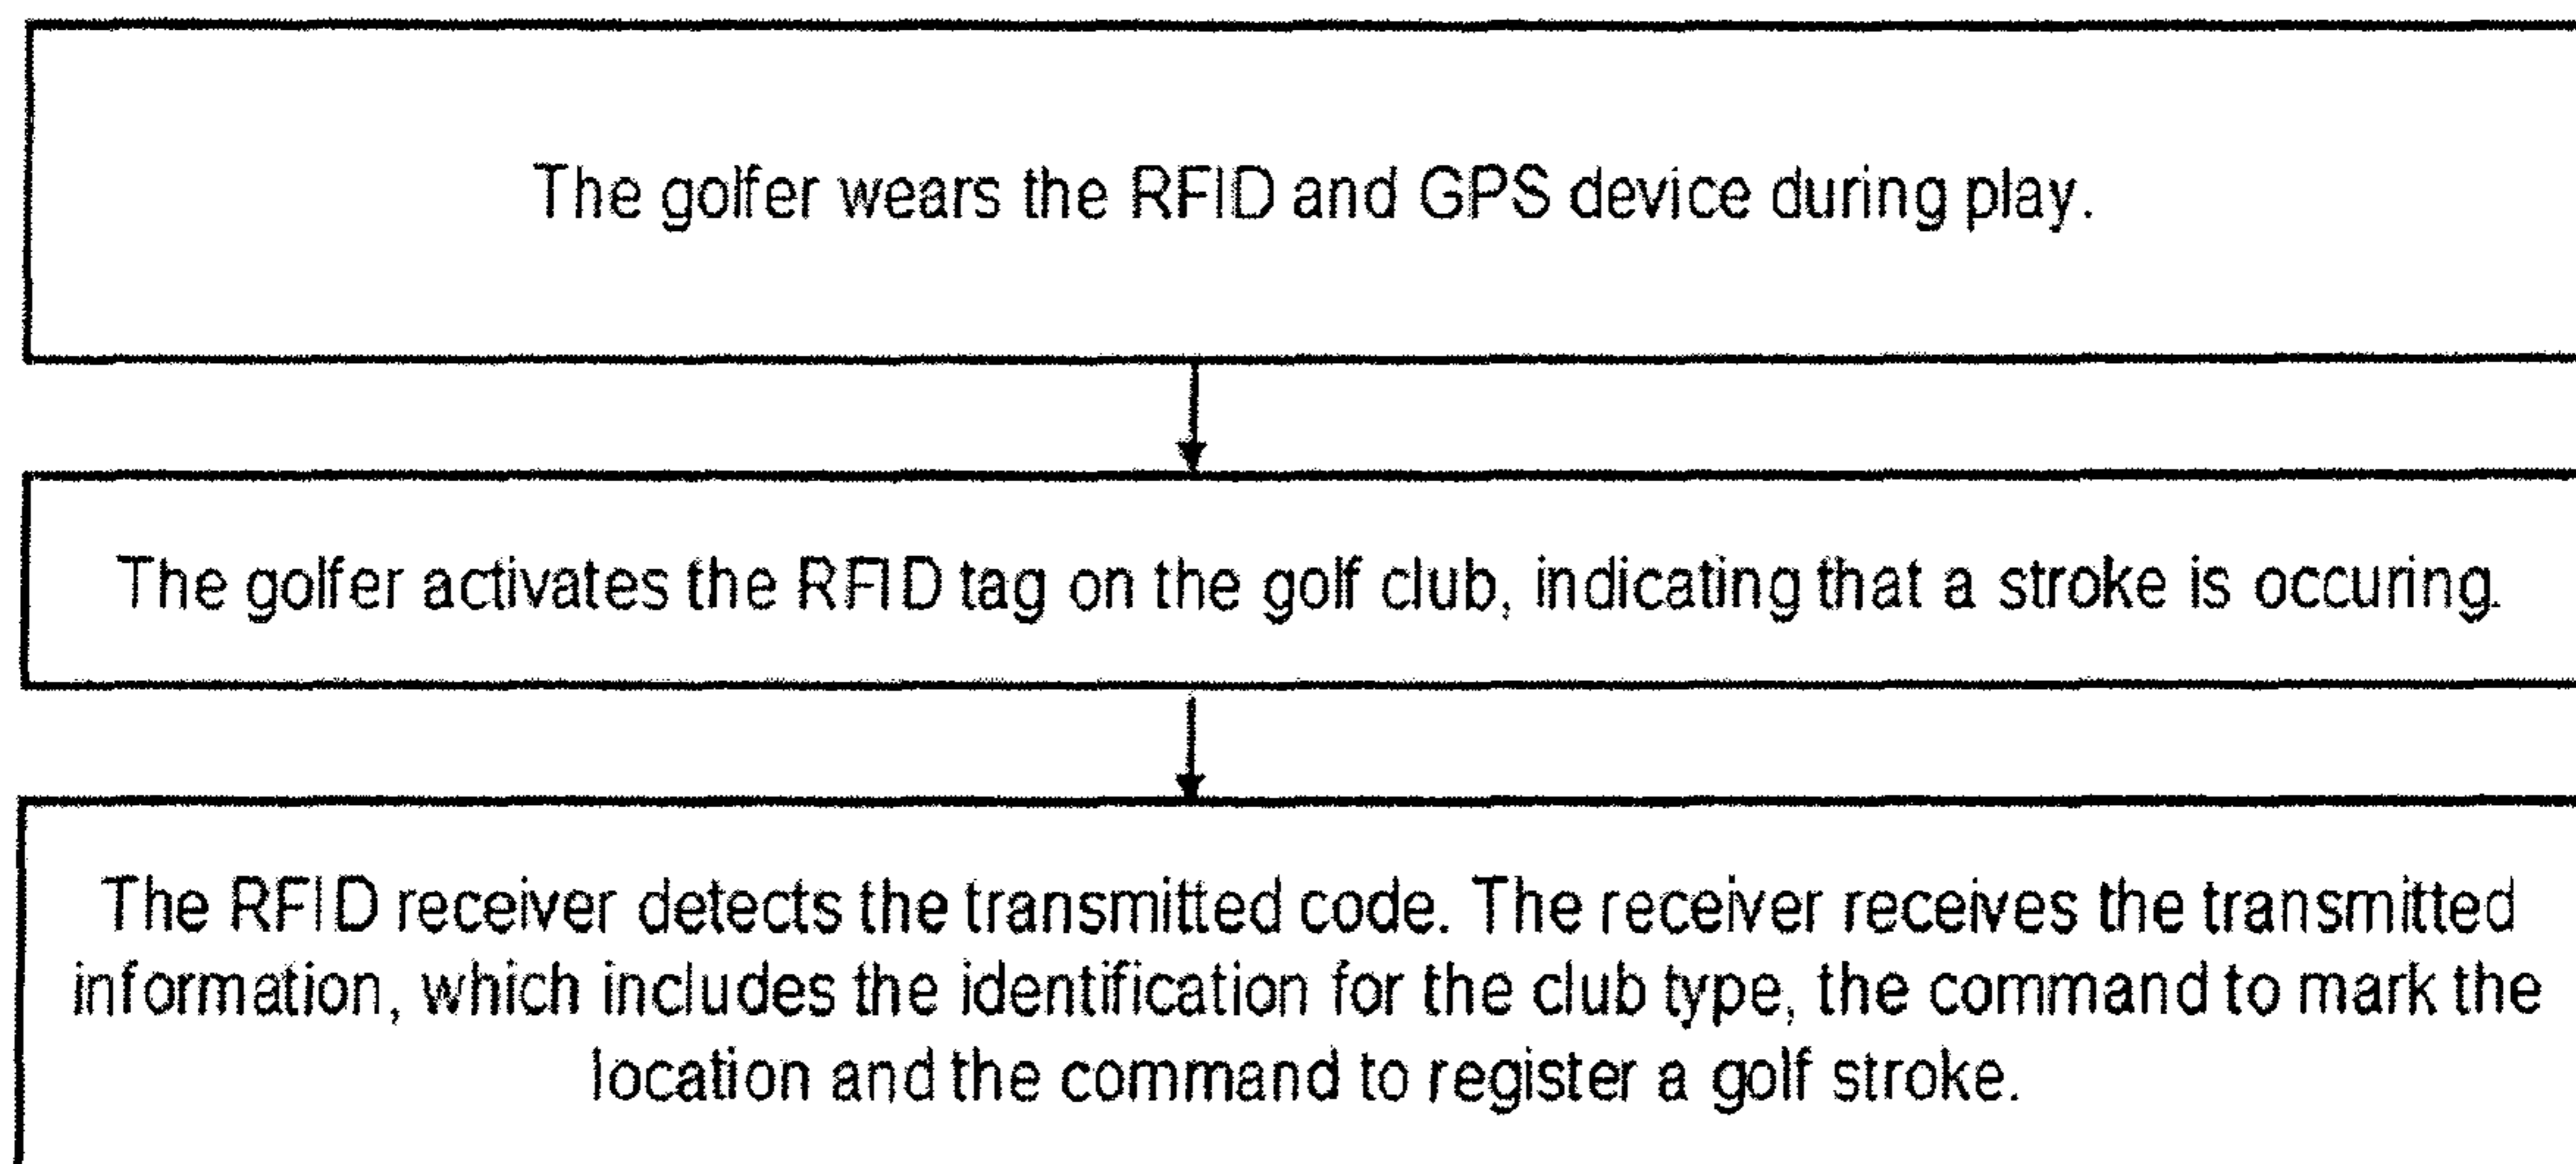 The golfer wears the RFID and GPS device during play.
The golfer activates the RFID tag on the golf club, indicating that a stroke is occuring.
The RFID receiver detects the transmitted code. The receiver receives the transmitted
information, which includes the identification for the club type, the command to mark the
location and the command to register a golf stroke.